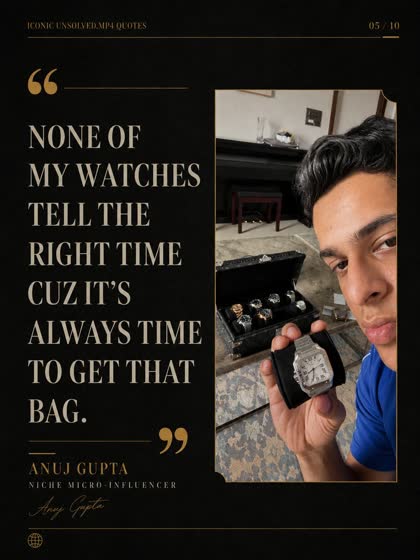 ICONIC UNSOLVED.MP4 QUOTES
05 / 10
“
NONE OF
MY WATCHES
TELL THE
RIGHT TIME
CUZ IT’S
ALWAYS TIME
TO GET THAT
BAG.
”
ANUJ GUPTA
NICHE MICRO-INFLUENCER
Anuj Gupta